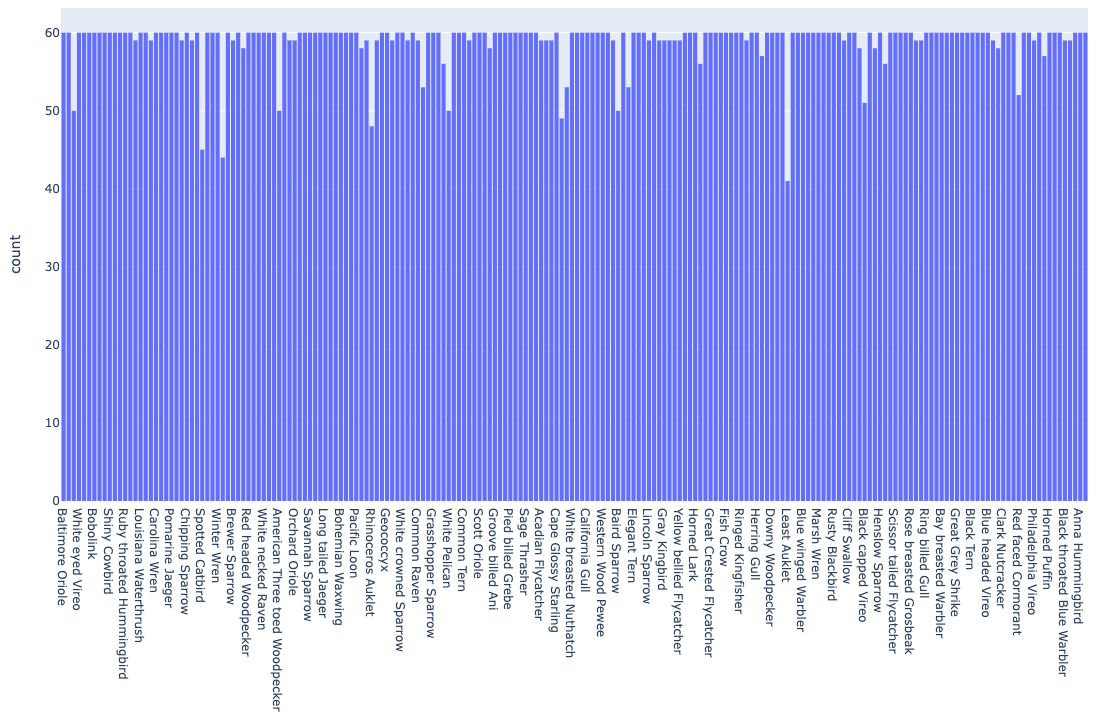 60
50
40
30
20
10
0
count
Baltimore Oriole
White eyed Vireo
Bobolink
Shiny Cowbird
Ruby throated Hummingbird
Louisiana Waterthrush
Carolina Wren
Pomarine Jaeger
Chipping Sparrow
Spotted Catbird
Winter Wren
Brewer Sparrow
Red headed Woodpecker
White necked Raven
American Three toed Woodpecker
Orchard Oriole
Savannah Sparrow
Long tailed Jaeger
Bohemian Waxwing
Pacific Loon
Rhinoceros Auklet
Geococcyx
White crowned Sparrow
Common Raven
Grasshopper Sparrow
White Pelican
Common Tern
Scott Oriole
Groove billed Ani
Pied billed Grebe
Sage Thrasher
Acadian Flycatcher
Cape Glossy Starling
White breasted Nuthatch
California Gull
Western Wood Pewee
Baird Sparrow
Elegant Tern
Lincoln Sparrow
Gray Kingbird
Yellow bellied Flycatcher
Horned Lark
Great Crested Flycatcher
Fish Crow
Ringed Kingfisher
Herring Gull
Downy Woodpecker
Least Auklet
Blue winged Warbler
Marsh Wren
Rusty Blackbird
Cliff Swallow
Black capped Vireo
Henslow Sparrow
Scissor tailed Flycatcher
Rose breasted Grosbeak
Ring billed Gull
Bay breasted Warbler
Great Grey Shrike
Black Tern
Blue headed Vireo
Clark Nutcracker
Red faced Cormorant
Philadelphia Vireo
Horned Puffin
Black throated Blue Warbler
Anna Hummingbird